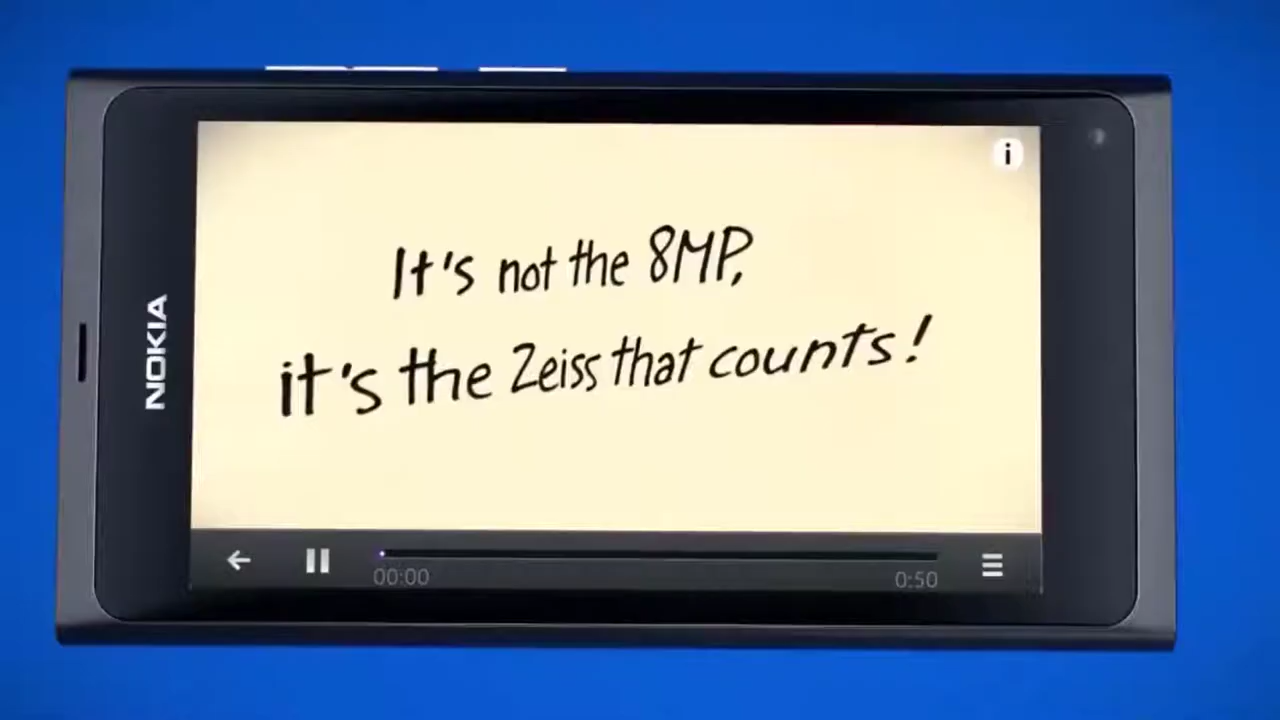 i
It's not the 8MP,
it's the Zeiss that counts!
NOKIA
00:00
0:50